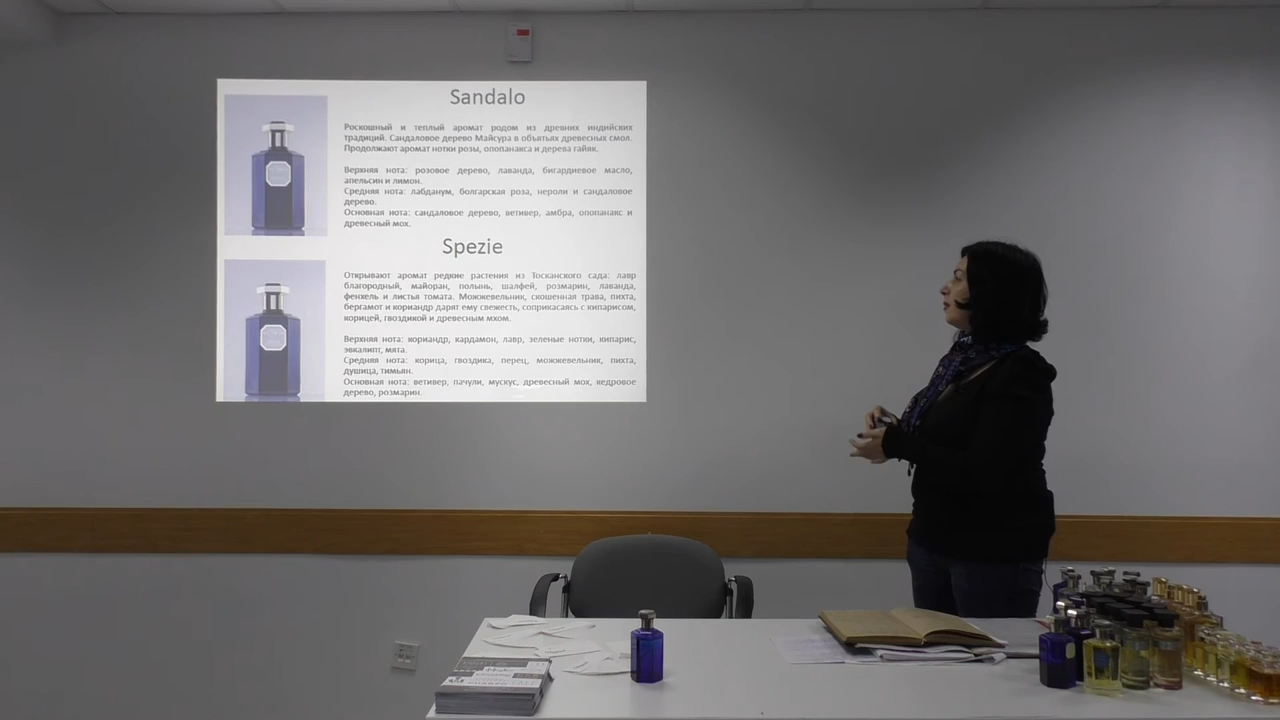 Sandalo
Роскошный и теплый аромат родом из древних индийских
традиций. Сандаловое дерево Майсура в объятьях древесных смол.
Продолжают аромат нотки розы, опопанакса и дерева гайяк.
Верхняя нота: розовое дерево, лаванда, бигардиевое масло,
апельсин и лимон.
Средняя нота: лабданум, болгарская роза, нероли и сандаловое
дерево.
Основная нота: сандаловое дерево, ветивер, амбра, опопанакс и
древесный мох.
Spezie
Открывают аромат редкие растения из Тосканского сада: лавр
благородный, майоран, полынь, шалфей, розмарин, лаванда,
фенхель и листья томата. Можжевельник, скошенная трава, пихта,
бергамот и кориандр дарят ему свежесть, соприкасаясь с кипарисом,
корицей, гвоздикой и древесным мхом.
Верхняя нота: кориандр, кардамон, лавр, зеленые нотки, кипарис,
эвкалипт, мята.
Средняя нота: корица, гвоздика, перец, можжевельник, пихта,
душица, тимьян.
Основная нота: ветивер, пачули, мускус, древесный мох, кедровое
дерево, розмарин.